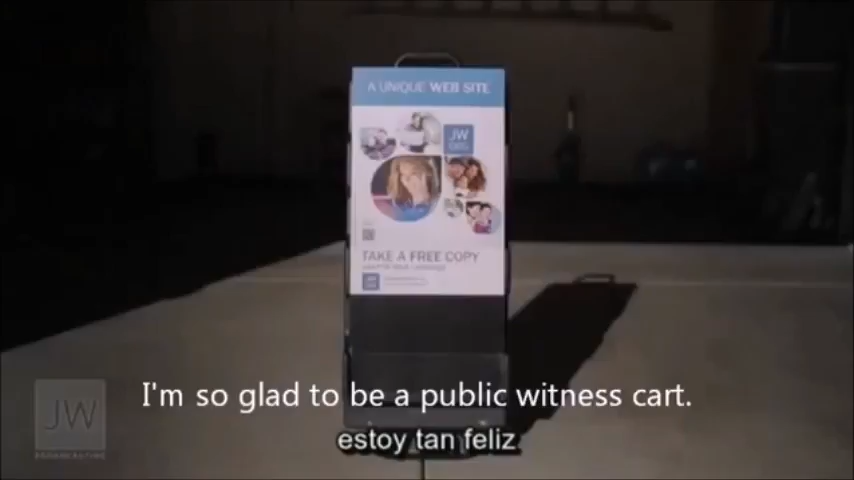 A UNIQUE WEB SITE
JW
TAKE A FREE COPY
I'm so glad to be a public witness cart.
JW
estoy tan feliz